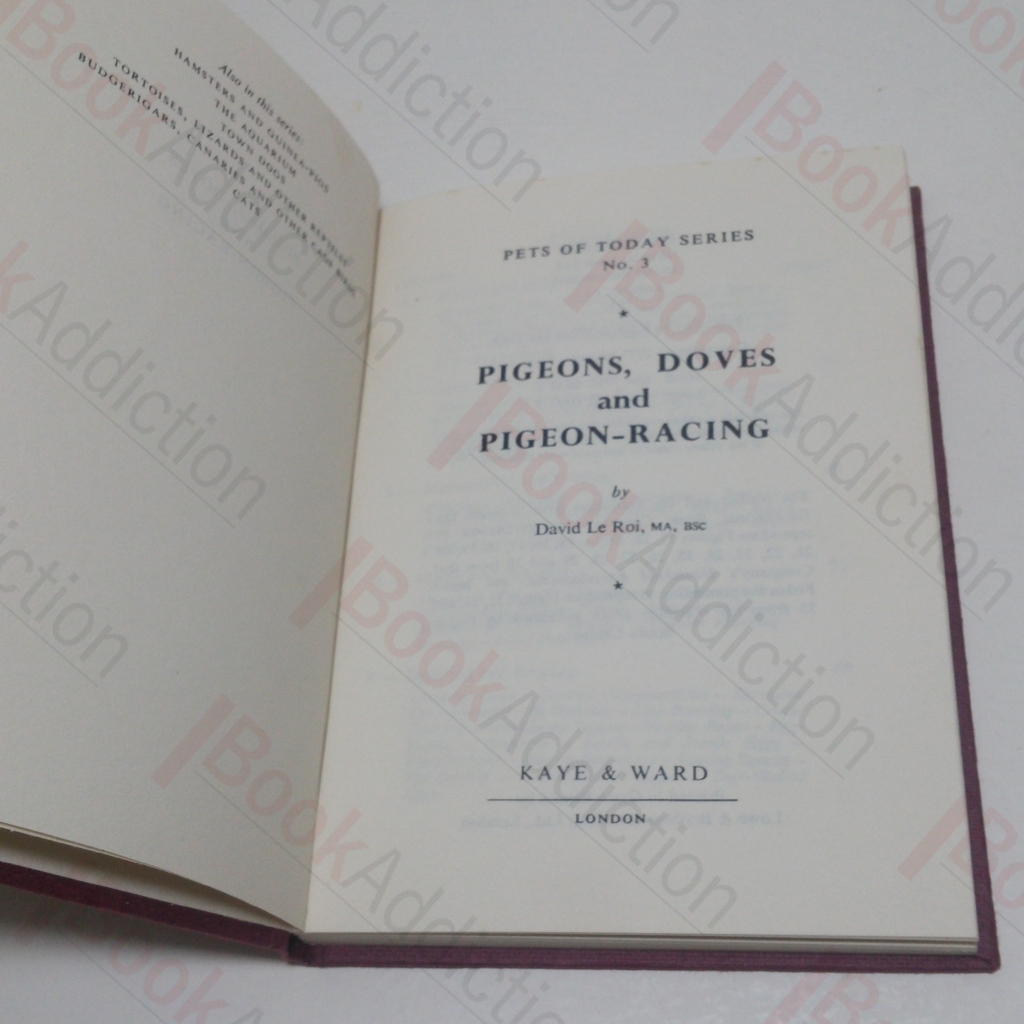 Also in this series:
HAMSTERS AND GUINEA-PIGS
THE AQUARIUM
TOWN DOGS
TORTOISES, LIZARDS AND OTHER REPTILES
BUDGERIGARS, CANARIES AND OTHER CAGE BIRDS
CATS
PETS OF TODAY SERIES
No. 3
PIGEONS, DOVES
and
PIGEON-RACING
by
David Le Roi, MA, BSC
KAYE & WARD
LONDON
BookAddiction